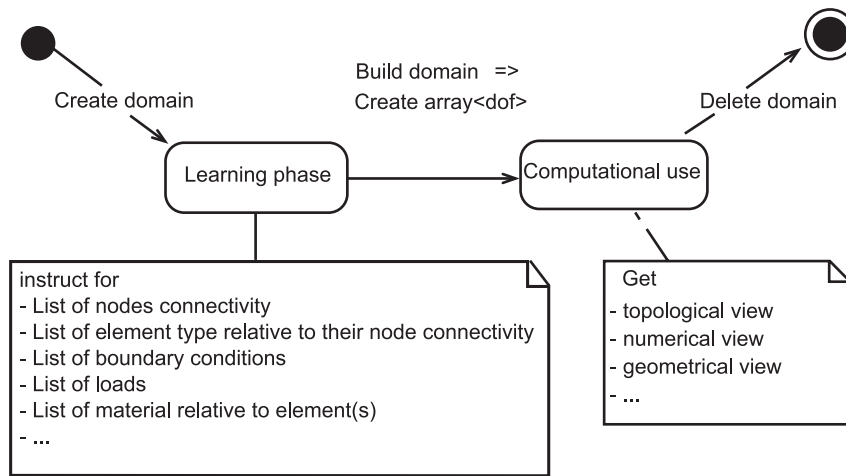 Create domain
Build domain =>
Create array<dof>
Delete domain
Learning phase
Computational use
instruct for
- List of nodes connectivity
- List of element type relative to their node connectivity
- List of boundary conditions
- List of loads
- List of material relative to element(s)
- ...
Get
- topological view
- numerical view
- geometrical view
- ...